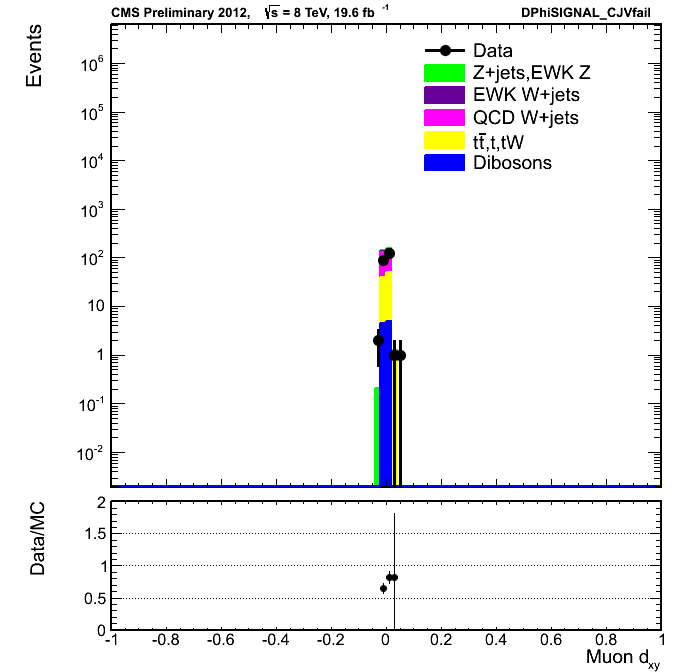 CMS Preliminary 2012, √s = 8 TeV, 19.6 fb⁻¹ DPhiSIGNAL_CJVfail
Events
10⁶
10⁵
10⁴
10³
10²
10
1
10⁻¹
10⁻²
Data
Z+jets,EWK Z
EWK W+jets
QCD W+jets
tt̄,t,tW
Dibosons
Data/MC
2
1.5
1
0.5
0
-1 -0.8 -0.6 -0.4 -0.2 0 0.2 0.4 0.6 0.8 1
Muon d_xy